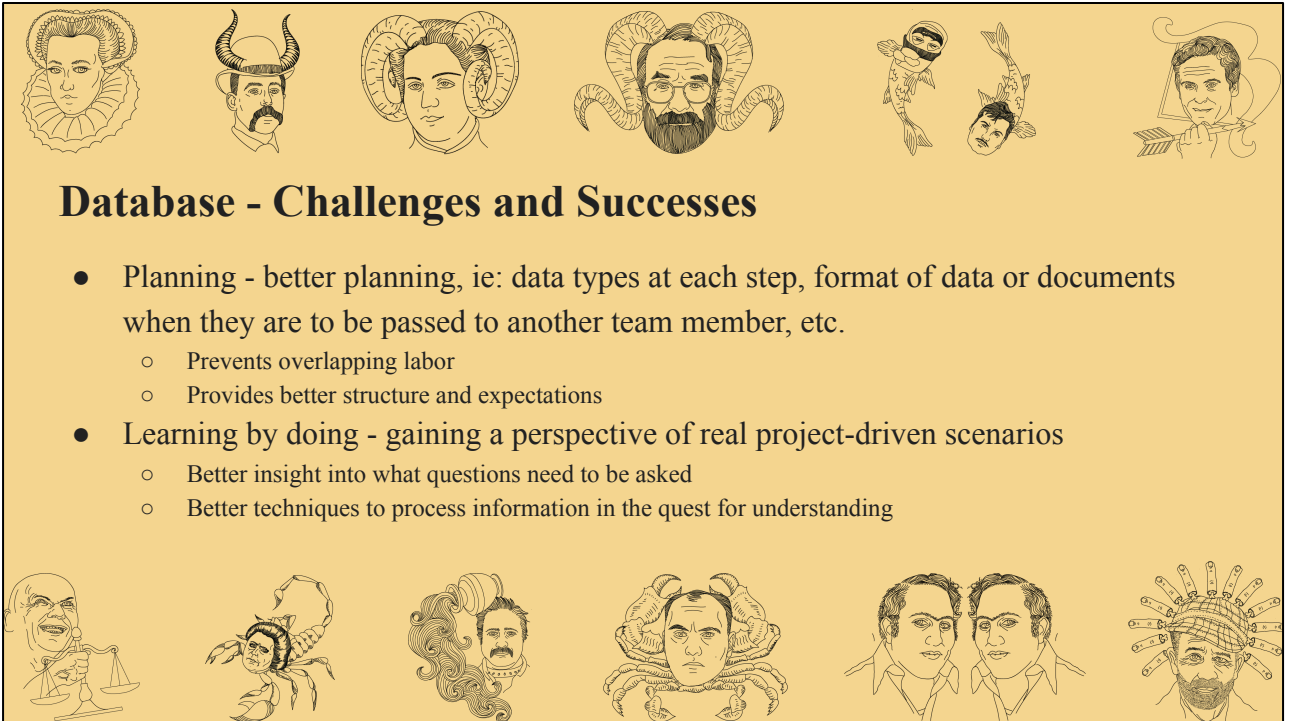 Database - Challenges and Successes
● Planning - better planning, ie: data types at each step, format of data or documents
when they are to be passed to another team member, etc.
○ Prevents overlapping labor
○ Provides better structure and expectations
● Learning by doing - gaining a perspective of real project-driven scenarios
○ Better insight into what questions need to be asked
○ Better techniques to process information in the quest for understanding